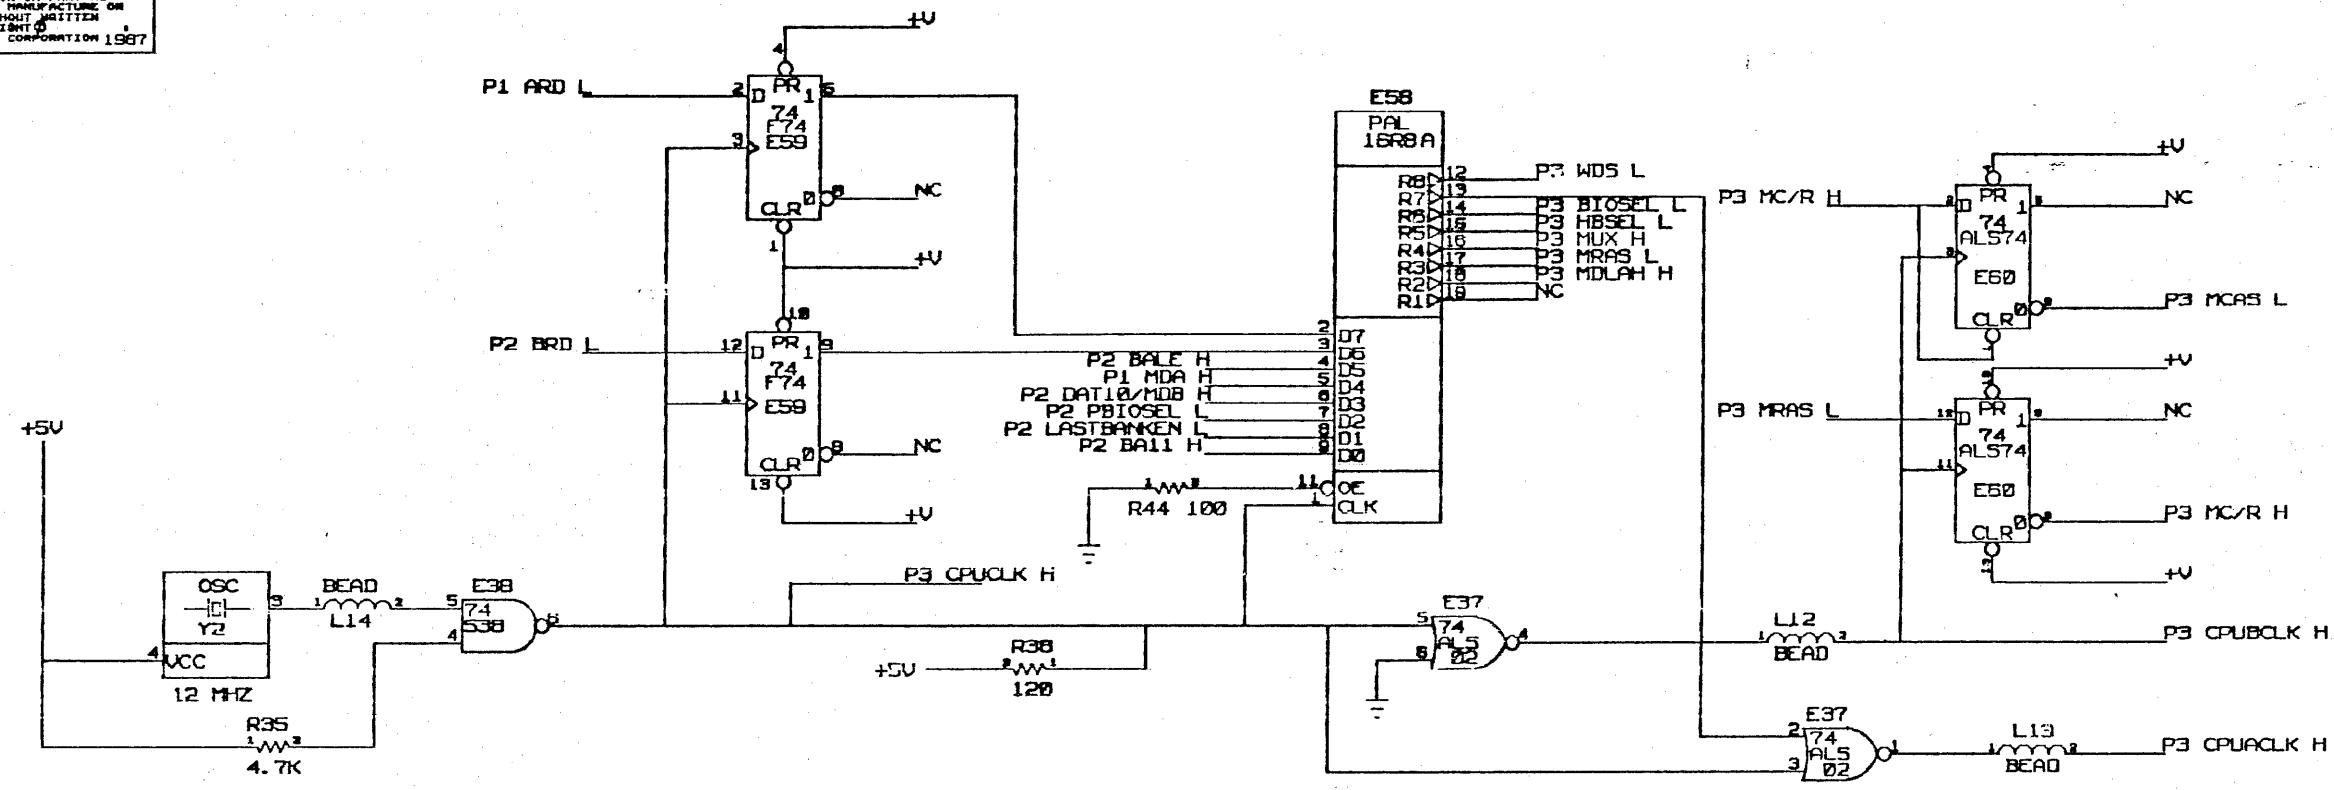 MANUFACTURE OR
HOUT WRITTEN
CORPORATION 1987
+V
4
P1 ARD L
2
D
PR
1
5
74
F74
E59
3
0
NC
CLR
1
+V
10
P2 BRD L
12
D
PR
1
9
74
F74
E59
11
0
8
NC
CLR
13
+V
E58
PAL
16R8A
R8
12
P3 WDS L
R7
13
R6
14
P3 BIOSEL L
R5
15
P3 HBSEL L
R4
16
P3 MUX H
R3
17
P3 MRAS L
R2
18
P3 MDLAH H
R1
19
NC
2
D7
3
D6
P2 BALE H
4
D5
P1 MDA H
5
D4
P2 DAT10/MDB H
6
D3
P2 PBIOSEL L
7
D2
P2 LASTBANKEN L
8
D1
P2 BA11 H
9
D0
1
2
R44 100
11
OE
1
CLK
+V
P3 MC/R H
D
PR
1
NC
74
ALS74
E60
0
P3 MCAS L
CLR
+V
P3 MRAS L
D
PR
1
NC
74
ALS74
11
E60
0
P3 MC/R H
CLR
13
+V
+5V
OSC
Y2
3
4
VCC
12 MHZ
BEAD
1
2
L14
E38
5
74
S38
4
6
R35
1
2
4.7K
P3 CPUCLK H
R38
+5V
2
1
120
E37
5
74
ALS
02
6
4
L12
1
2
BEAD
P3 CPUBCLK H
E37
2
74
ALS
02
3
1
L13
1
2
BEAD
P3 CPUACLK H